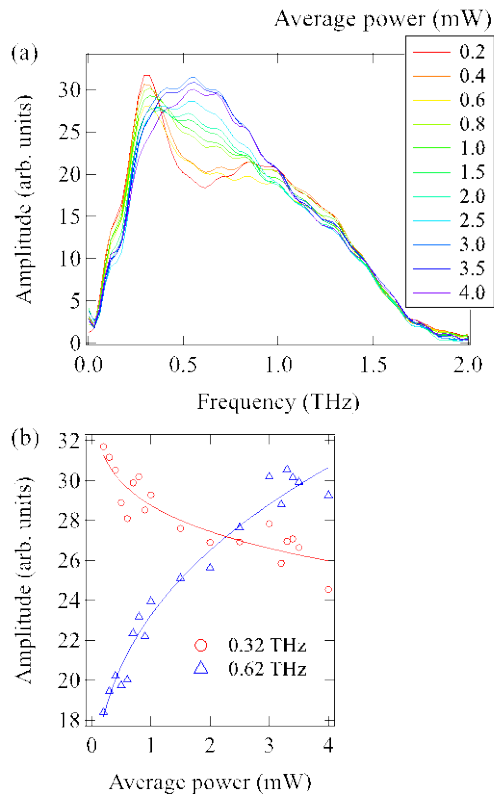 Average power (mW)
(a)
0.2
0.4
0.6
0.8
1.0
1.5
2.0
2.5
3.0
3.5
4.0
30
25
20
15
10
5
0
Amplitude (arb. units)
0.0 0.5 1.0 1.5 2.0
Frequency (THz)
(b)
32
30
28
26
24
22
20
18
Amplitude (arb. units)
0.32 THz
0.62 THz
0 1 2 3 4
Average power (mW)